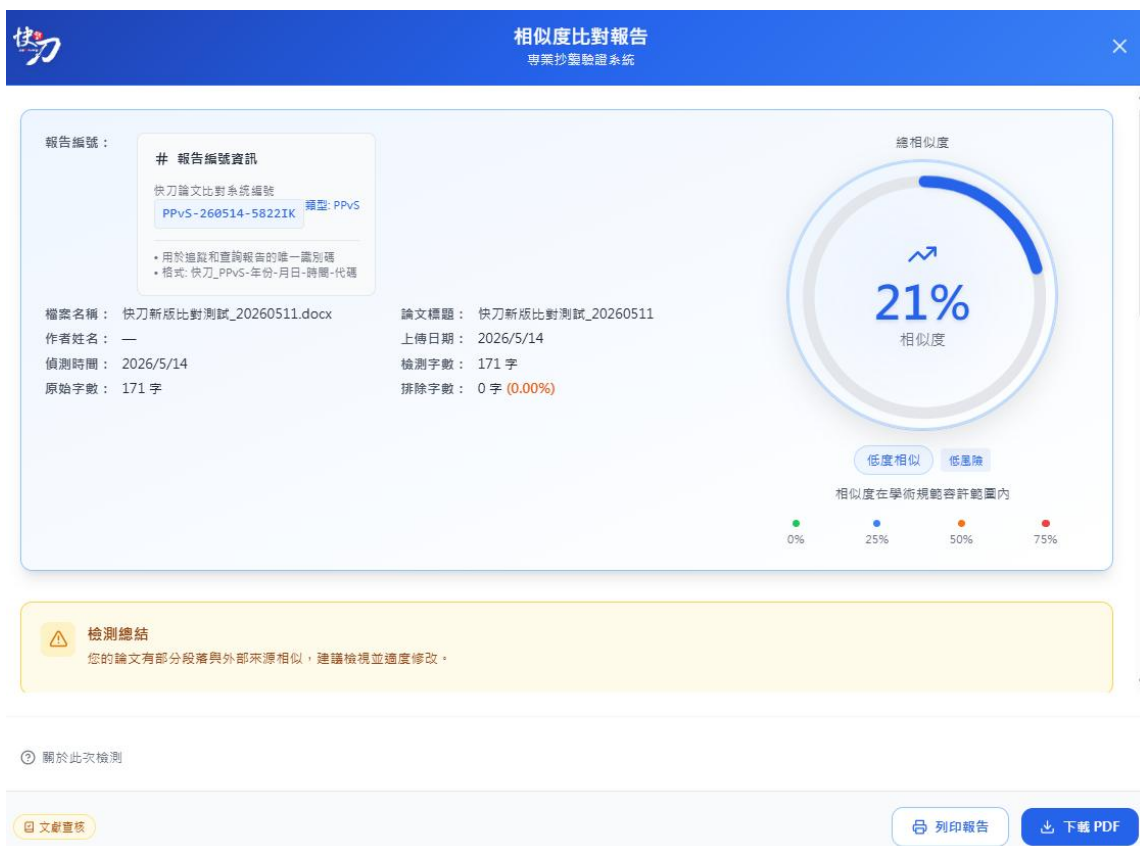 快刀
相似度比對報告
專業抄襲驗證系統
報告編號：
# 報告編號資訊
快刀論文比對系統編號
PPvS-260514-5822IK
類型: PPvS
• 用於追蹤和查詢報告的唯一識別碼
• 格式: 快刀_PPvS-年份-月日-時間-代碼
檔案名稱： 快刀新版比對測試_20260511.docx
論文標題： 快刀新版比對測試_20260511
作者姓名： —
上傳日期： 2026/5/14
偵測時間： 2026/5/14
檢測字數： 171 字
原始字數： 171 字
排除字數： 0 字 (0.00%)
總相似度
21%
相似度
低度相似
低風險
相似度在學術規範容許範圍內
0% 25% 50% 75%
檢測總結
您的論文有部分段落與外部來源相似，建議檢視並適度修改。
關於此次檢測
文獻查核
列印報告
下載 PDF